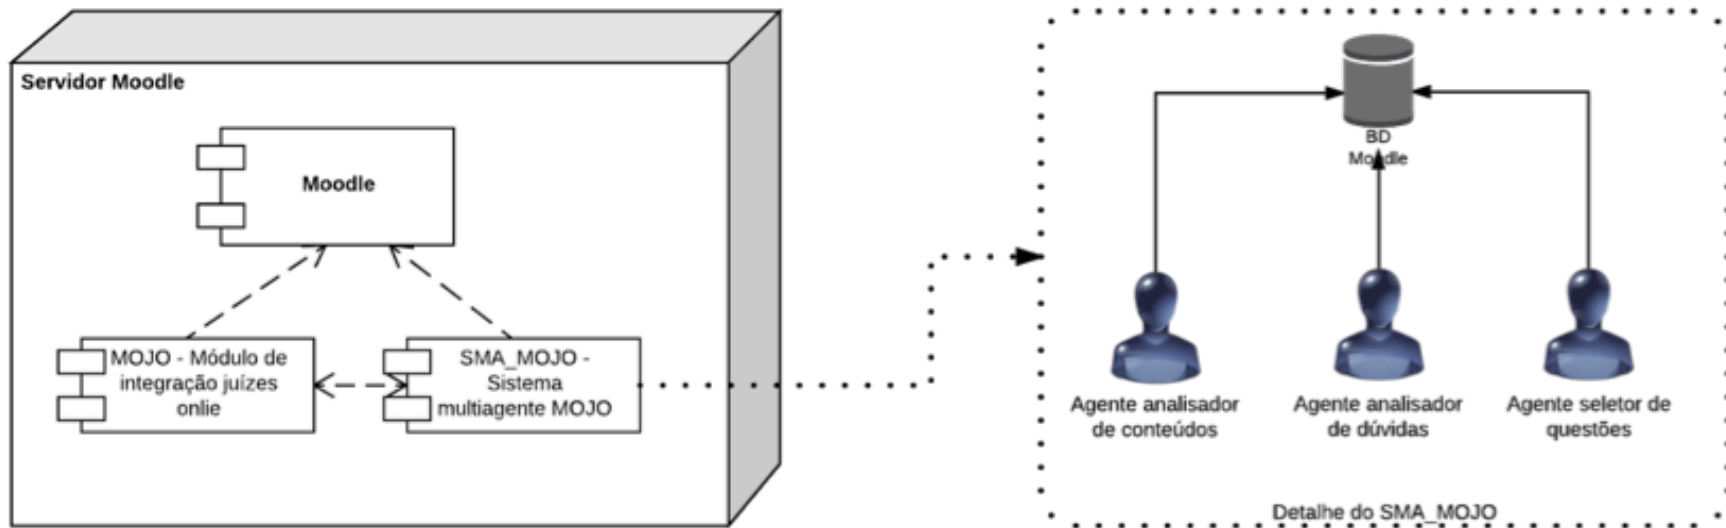 Servidor Moodle
Moodle
MOJO - Módulo de
integração juízes
onlie
SMA_MOJO -
Sistema
multiagente MOJO
BD
Moodle
Agente analisador
de conteúdos
Agente analisador
de dúvidas
Agente seletor de
questões
Detalhe do SMA_MOJO